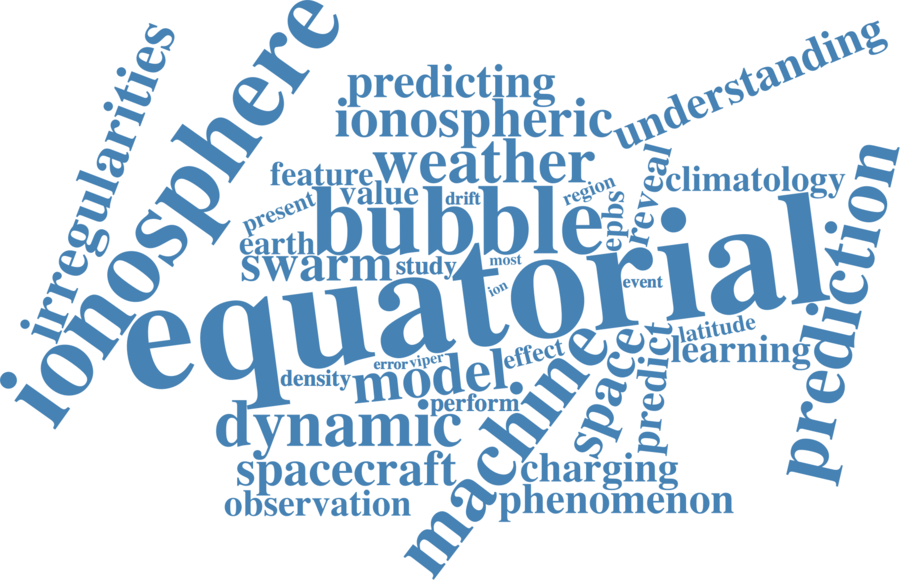 irregularities
ionosphere
predicting
understanding
ionospheric
weather
feature
value
drift
region
reveal
climatology
present
bubble
epbs
prediction
earth
swarm
study
most
ion
event
equatorial
latitude
learning
error
viper
effect
density
model
perform
machine
space
predict
dynamic
spacecraft
charging
observation
phenomenon